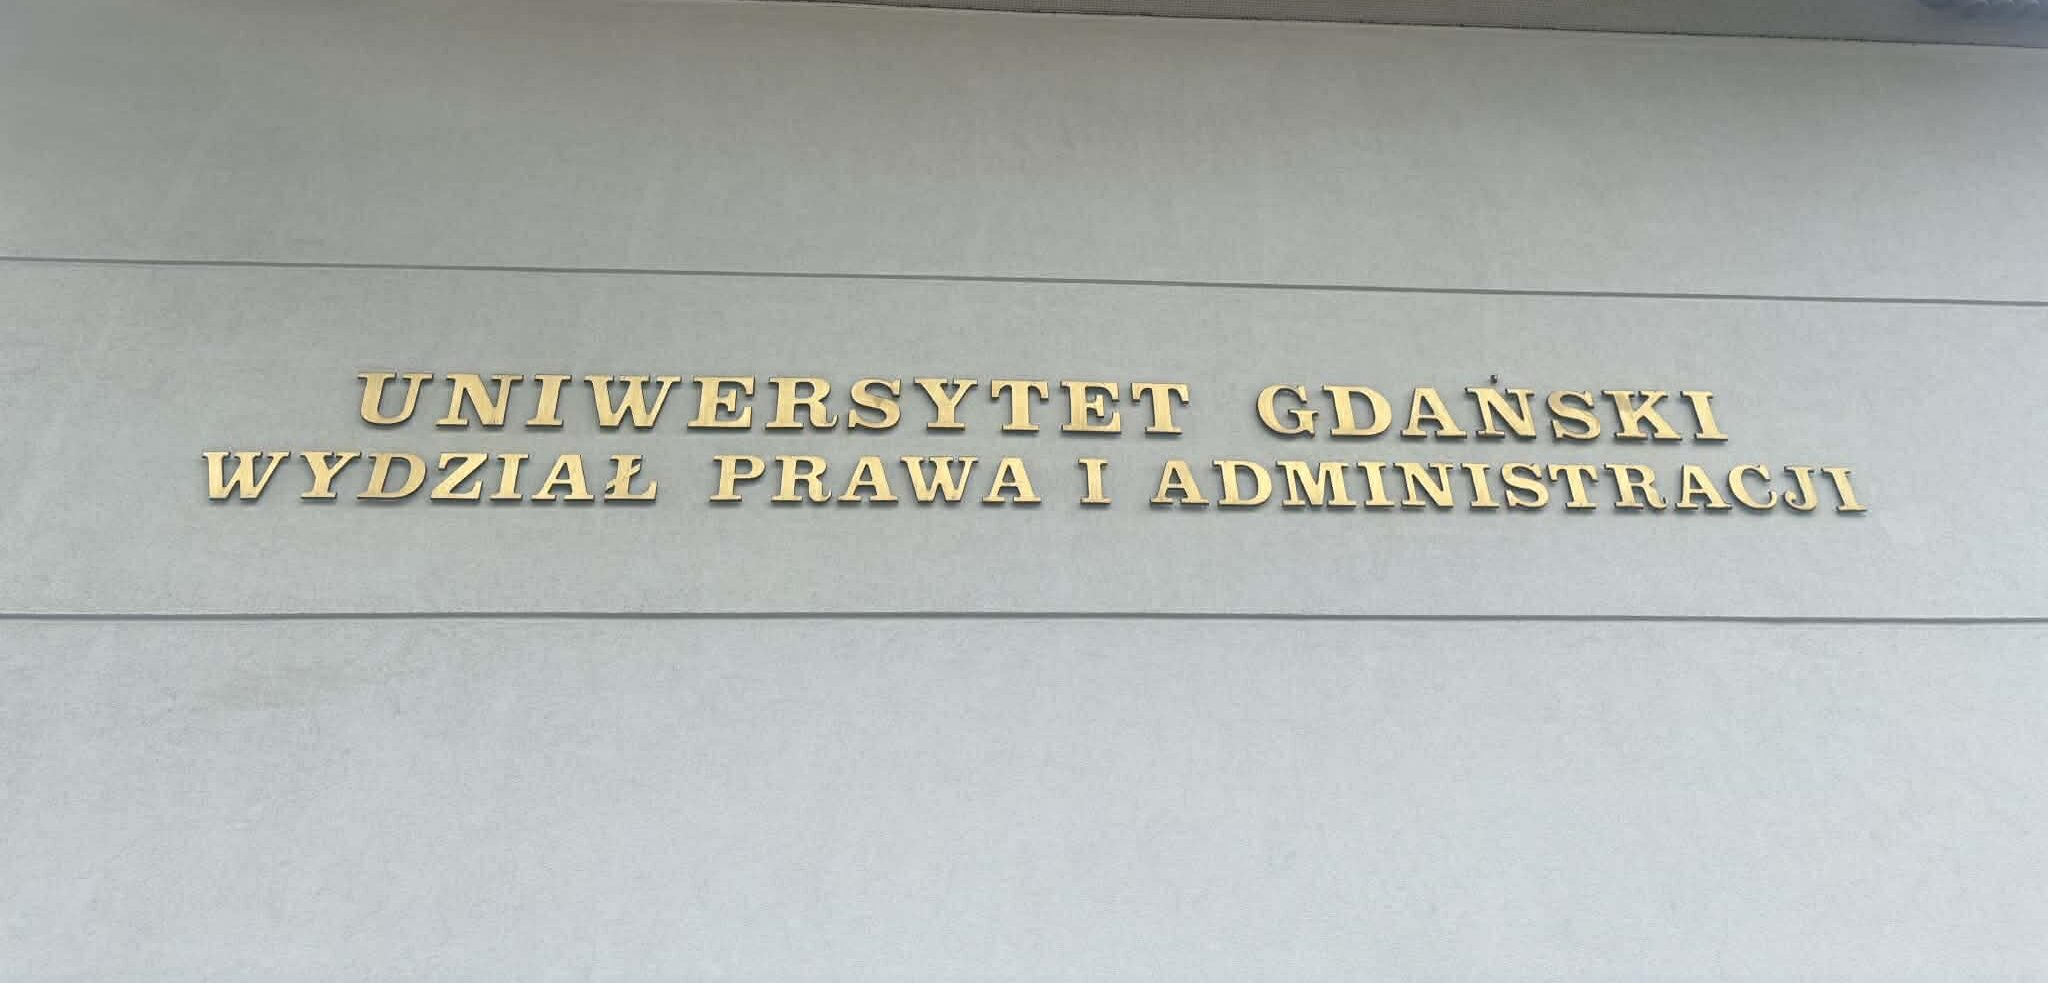 UNIWERSYTET GDAŃSKI
WYDZIAŁ PRAWA I ADMINISTRACJI